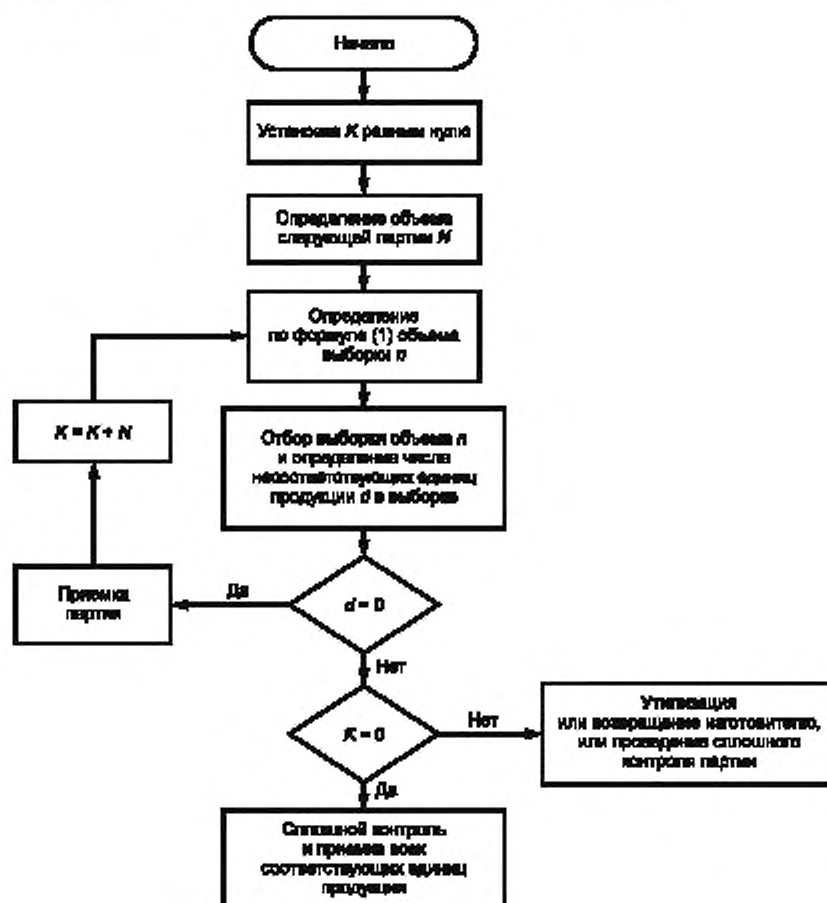 Начало
Установка K равным нулю
Определение объема
следующей партии N
Определение
по формуле (1) объема
выборки n
K = K + N
Отбор выборки объема n
и определение числа
несоответствующих единиц
продукции d в выборке
Приемка
партии
Да
d = 0
Нет
K = 0
Нет
Утилизация
или возвращение изготовителю,
или проведение сплошного
контроля партии
Да
Сплошной контроль
и приемка всех
соответствующих единиц
продукции